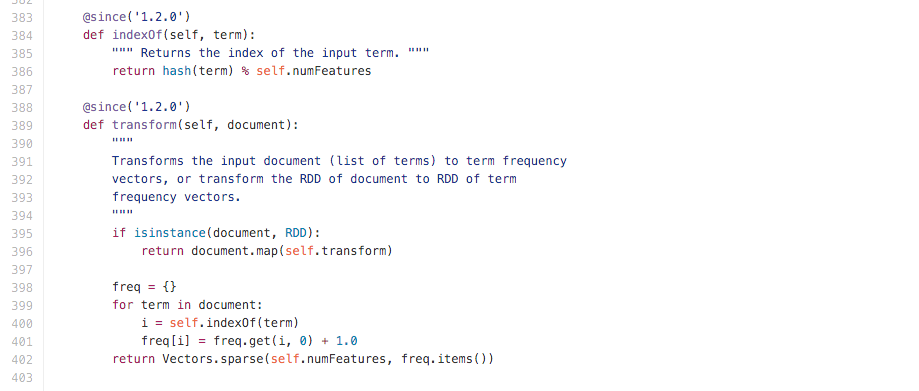 382
383 @since('1.2.0')
384 def indexOf(self, term):
385 """ Returns the index of the input term. """
386 return hash(term) % self.numFeatures
387
388 @since('1.2.0')
389 def transform(self, document):
390 """
391 Transforms the input document (list of terms) to term frequency
392 vectors, or transform the RDD of document to RDD of term
393 frequency vectors.
394 """
395 if isinstance(document, RDD):
396 return document.map(self.transform)
397
398 freq = {}
399 for term in document:
400 i = self.indexOf(term)
401 freq[i] = freq.get(i, 0) + 1.0
402 return Vectors.sparse(self.numFeatures, freq.items())
403